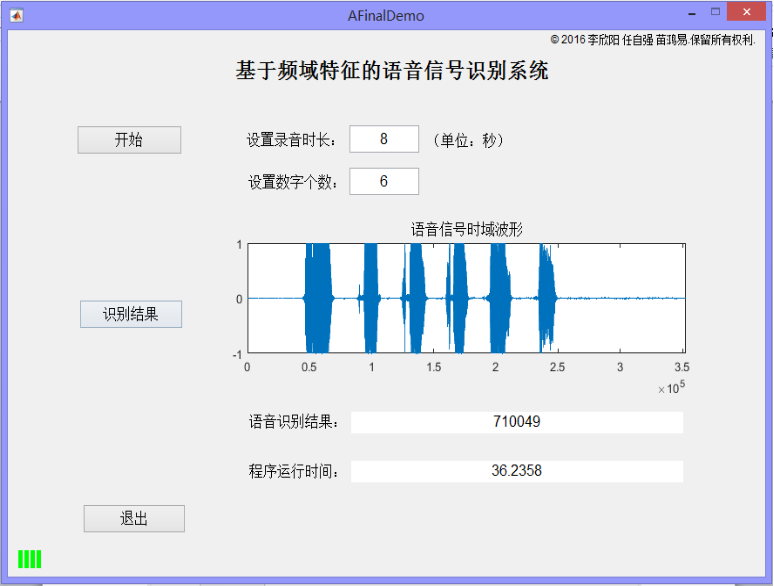 AFinalDemo
© 2016 李欣阳 任自强 苗鸿易.保留所有权利.
基于频域特征的语音信号识别系统
开始
设置录音时长： 8 （单位：秒）
设置数字个数： 6
语音信号时域波形
1
0
-1
0 0.5 1 1.5 2 2.5 3 3.5
×10^5
识别结果
语音识别结果： 710049
程序运行时间： 36.2358
退出